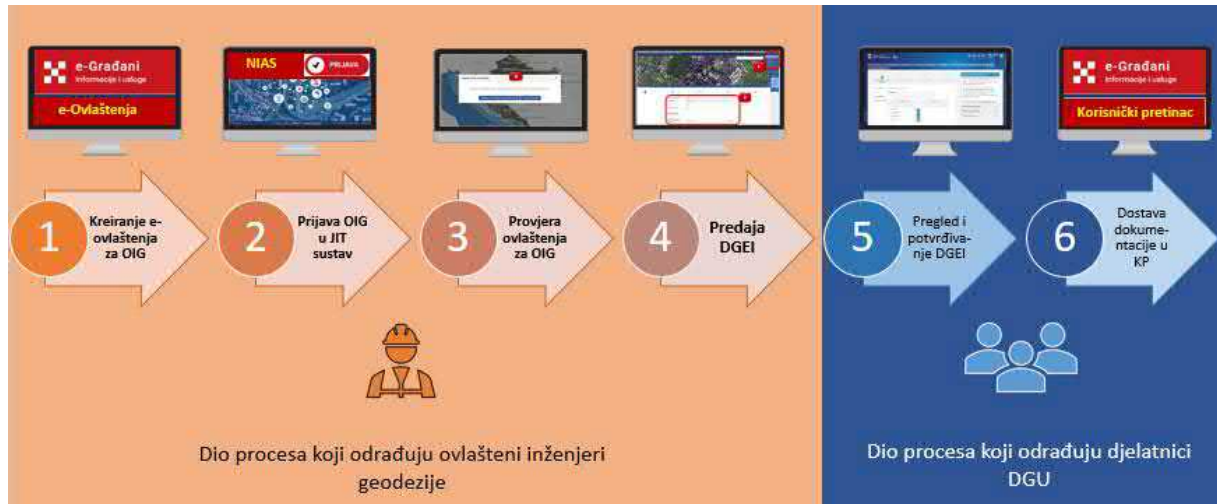 e-Građani
Informacije i usluge
e-Ovlaštenja
NIAS
PRIJAVA
e-Građani
Informacije i usluge
Korisnički pretinac
1
Kreiranje e-
ovlaštenja
za OIG
2
Prijava OIG
u JIT
sustav
3
Provjera
ovlaštenja
za OIG
4
Predaja
DGEI
5
Pregled i
potvrđiva-
nje DGEI
6
Dostava
dokume-
ntacije u
KP
Dio procesa koji odrađuju ovlašteni inženjeri
geodezije
Dio procesa koji odrađuju djelatnici
DGU